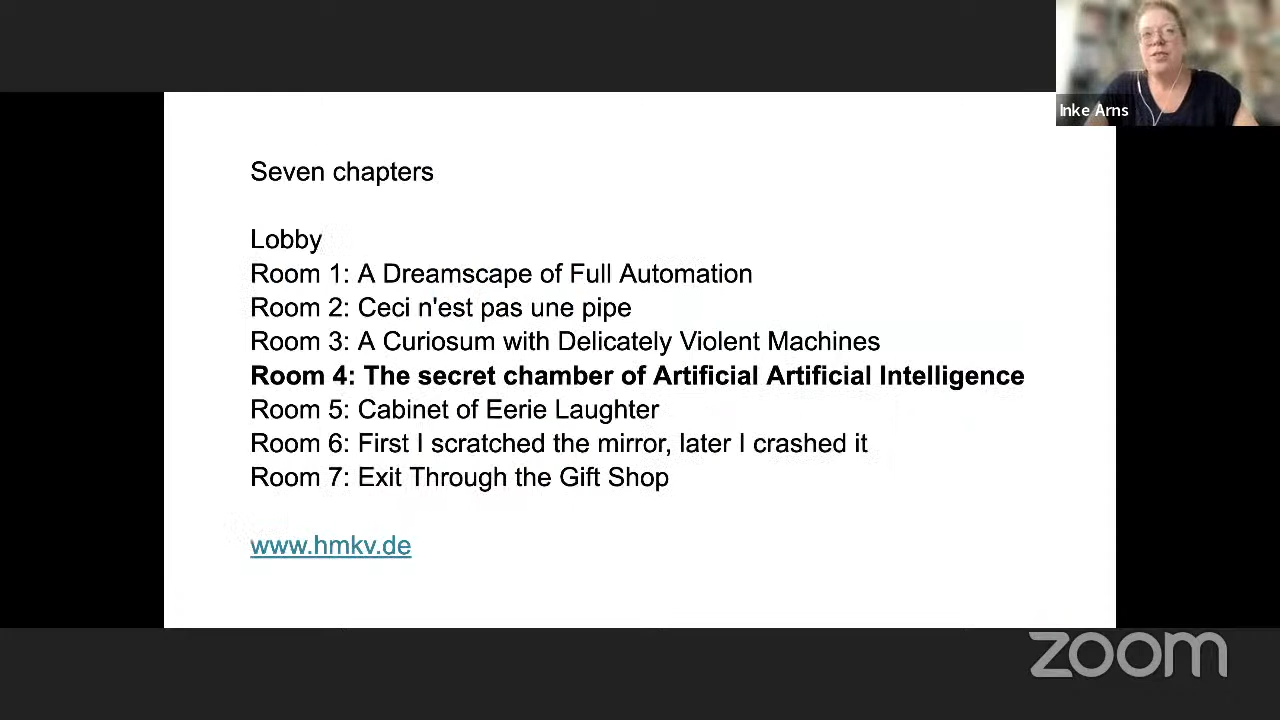 Inke Arns
Seven chapters
Lobby
Room 1: A Dreamscape of Full Automation
Room 2: Ceci n'est pas une pipe
Room 3: A Curiosum with Delicately Violent Machines
Room 4: The secret chamber of Artificial Artificial Intelligence
Room 5: Cabinet of Eerie Laughter
Room 6: First I scratched the mirror, later I crashed it
Room 7: Exit Through the Gift Shop
www.hmkv.de
zoom